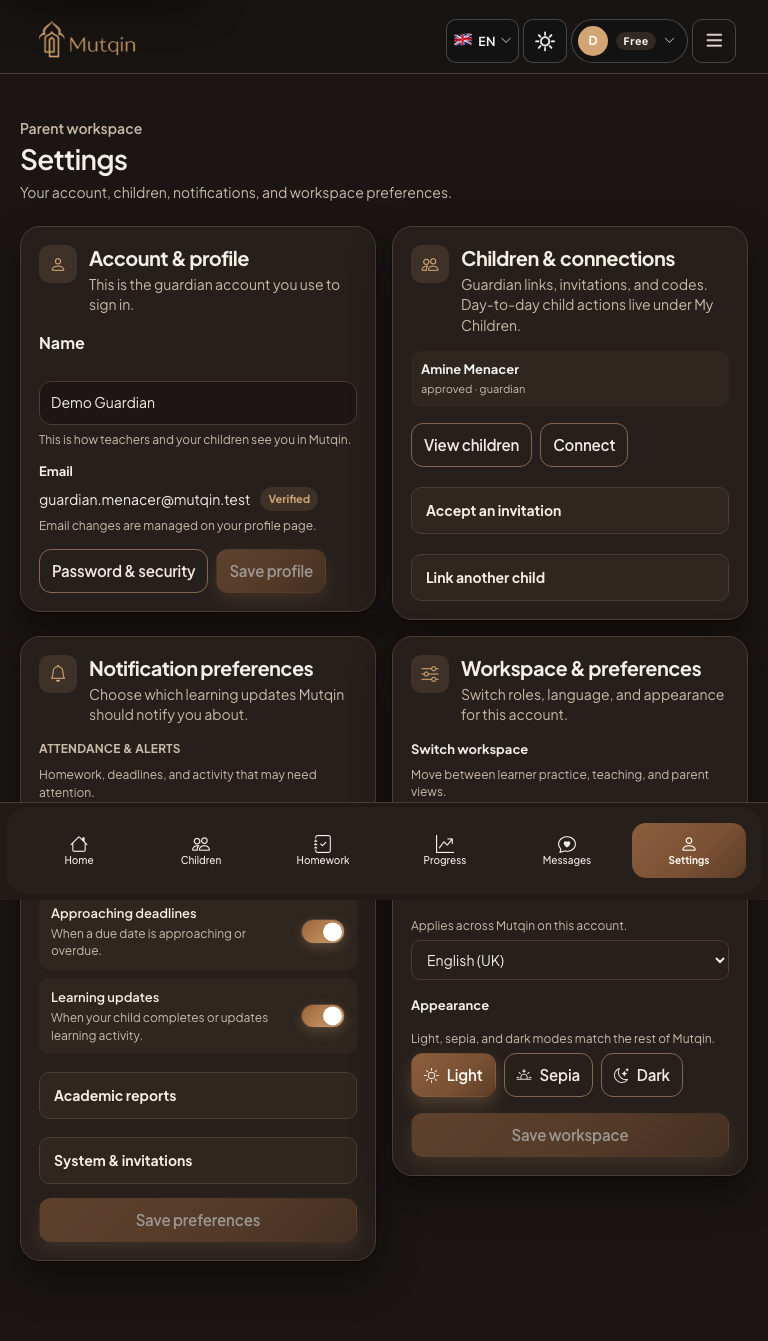 Mutqin
EN
D
Free
Parent workspace
Settings
Your account, children, notifications, and workspace preferences.
Account & profile
This is the guardian account you use to
sign in.
Name
Demo Guardian
This is how teachers and your children see you in Mutqin.
Email
guardian.menacer@mutqin.test
Verified
Email changes are managed on your profile page.
Password & security
Save profile
Children & connections
Guardian links, invitations, and codes.
Day-to-day child actions live under My
Children.
Amine Menacer
approved · guardian
View children
Connect
Accept an invitation
Link another child
Notification preferences
Choose which learning updates Mutqin
should notify you about.
ATTENDANCE & ALERTS
Homework, deadlines, and activity that may need
attention.
Workspace & preferences
Switch roles, language, and appearance
for this account.
Switch workspace
Move between learner practice, teaching, and parent
views.
Home
Children
Homework
Progress
Messages
Settings
Approaching deadlines
When a due date is approaching or
overdue.
Learning updates
When your child completes or updates
learning activity.
Academic reports
System & invitations
Save preferences
Applies across Mutqin on this account.
English (UK)
Appearance
Light, sepia, and dark modes match the rest of Mutqin.
Light
Sepia
Dark
Save workspace